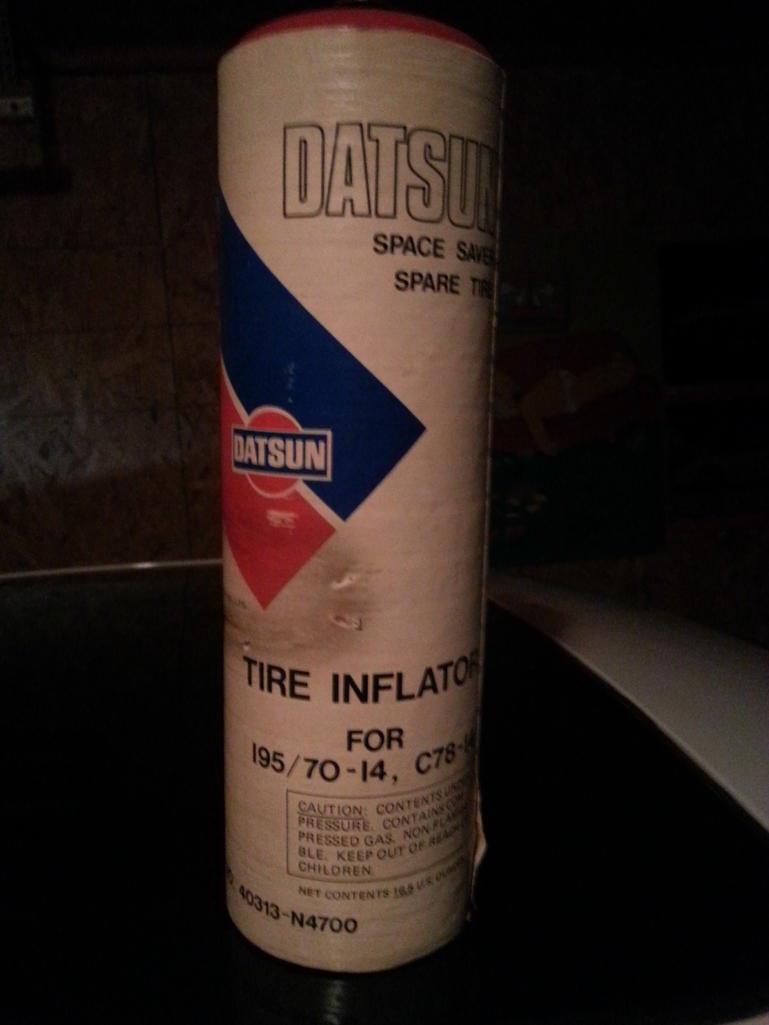 DATSUN
SPACE SAVER
SPARE TIRE
DATSUN
TIRE INFLATOR
FOR
195/70-14, C78-14
CAUTION: CONTENTS UNDER
PRESSURE. CONTAINS COM-
PRESSED GAS. NON-FLAMMA-
BLE. KEEP OUT OF REACH OF
CHILDREN.
NET CONTENTS 16.5 U.S. OUNCES
40313-N4700